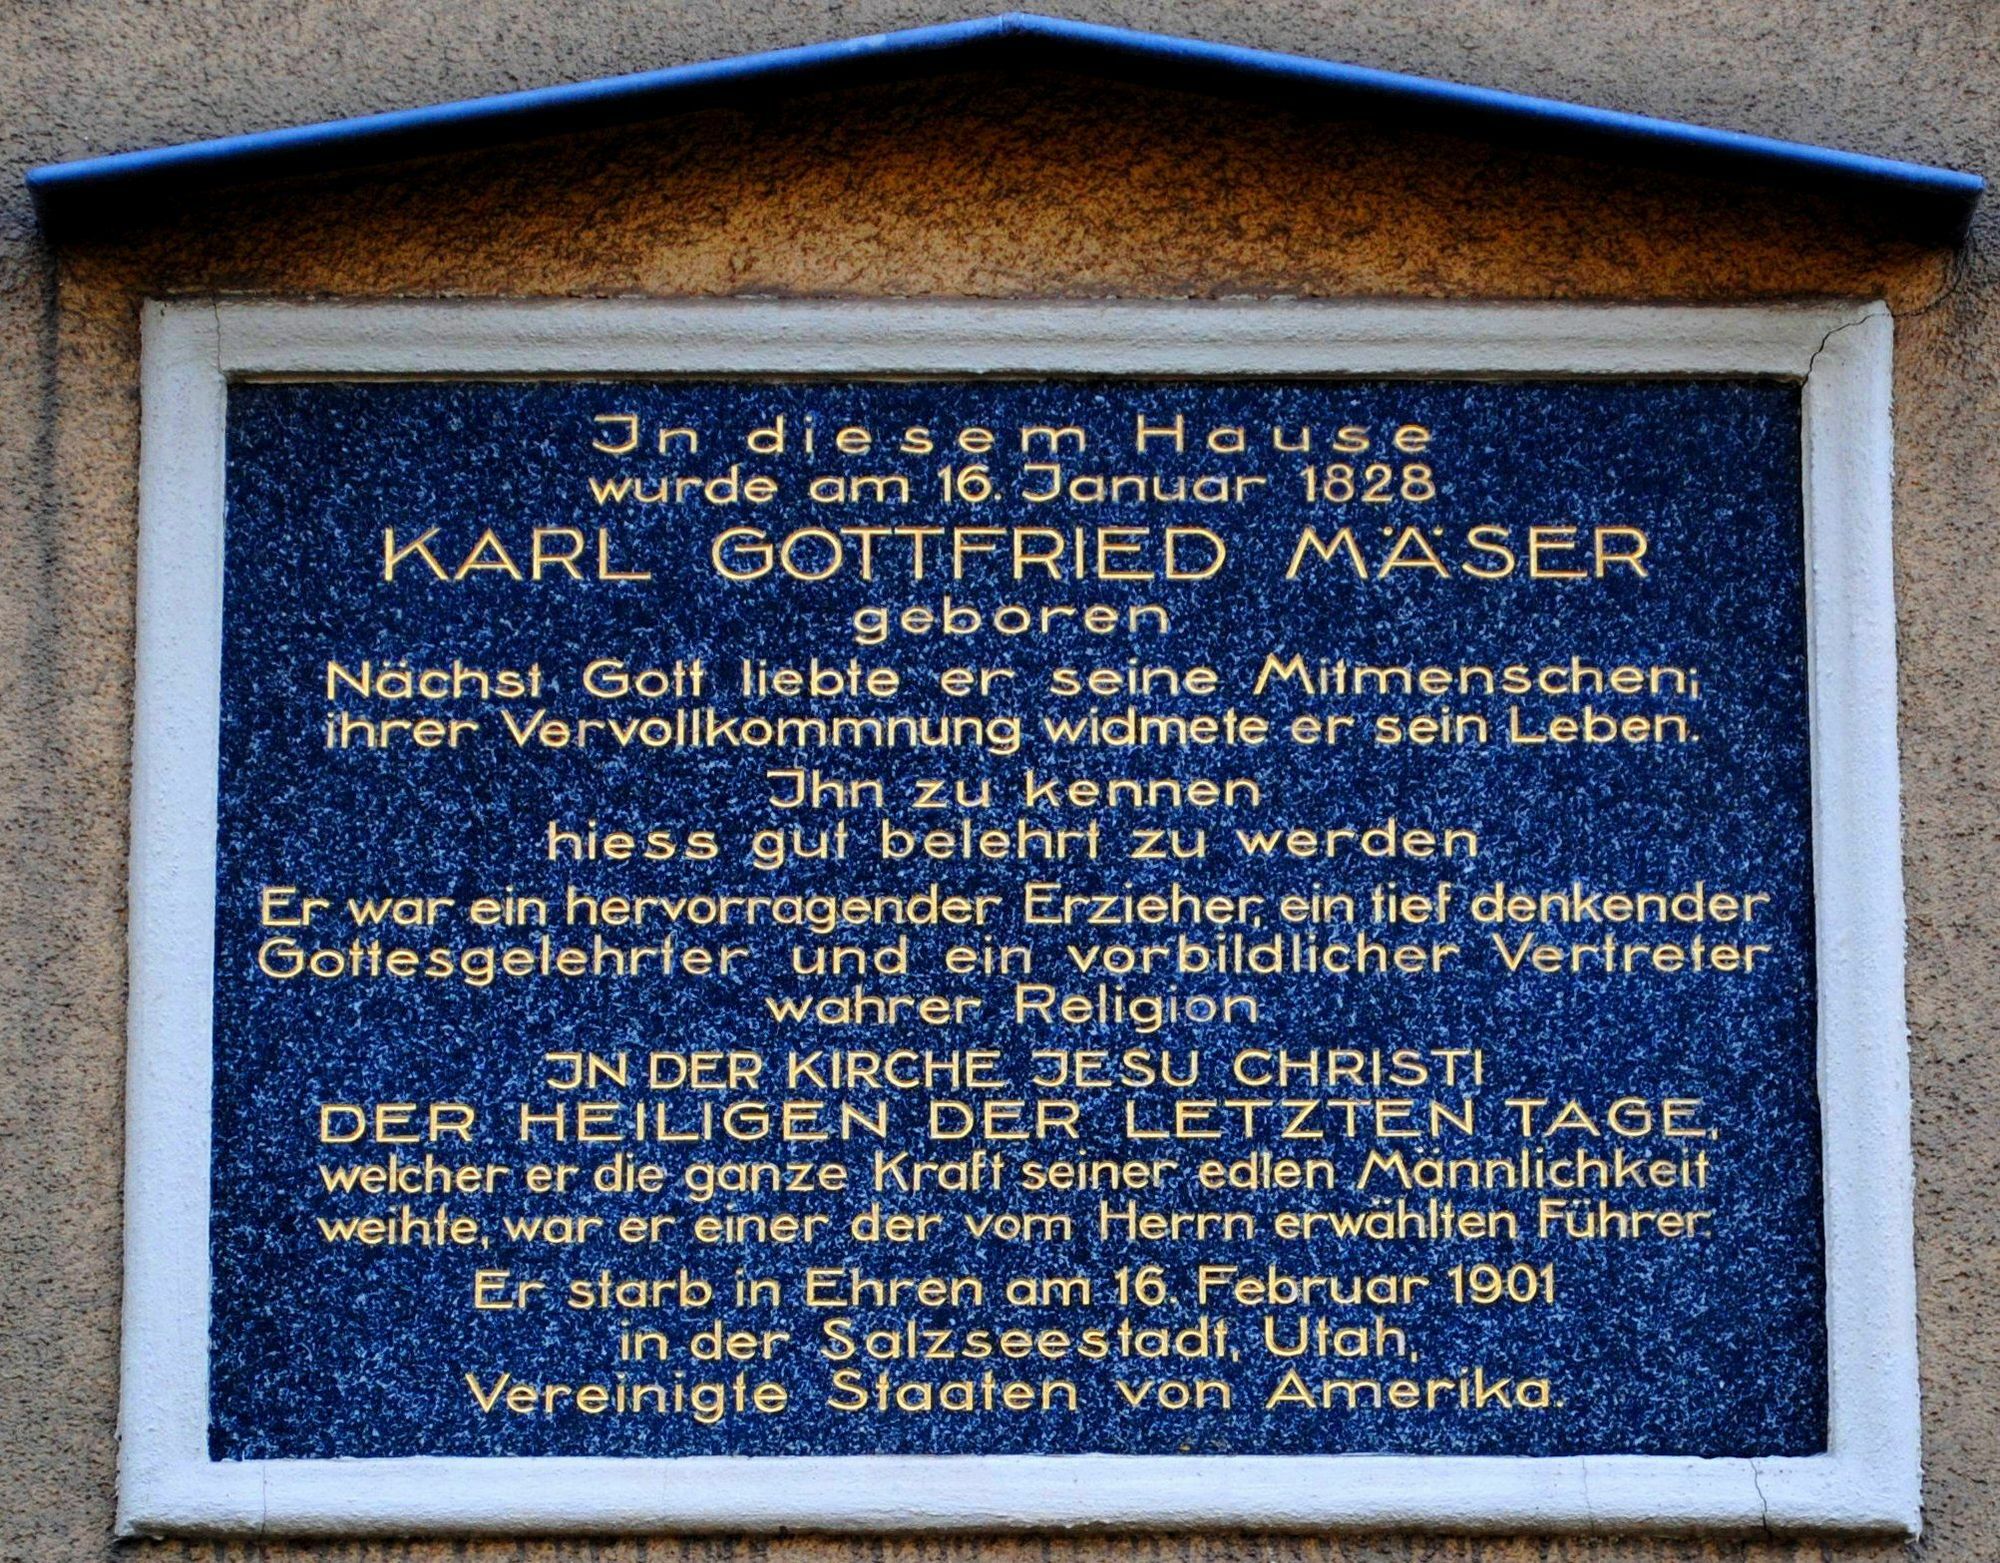 In diesem Hause
wurde am 16. Januar 1828
KARL GOTTFRIED MÄSER
geboren
Nächst Gott liebte er seine Mitmenschen;
ihrer Vervollkommnung widmete er sein Leben.
Ihn zu kennen
hiess gut belehrt zu werden
Er war ein hervorragender Erzieher, ein tief denkender
Gottesgelehrter und ein vorbildlicher Vertreter
wahrer Religion
IN DER KIRCHE JESU CHRISTI
DER HEILIGEN DER LETZTEN TAGE,
welcher er die ganze Kraft seiner edlen Männlichkeit
weihte, war er einer der vom Herrn erwählten Führer.
Er starb in Ehren am 16. Februar 1901
in der Salzseestadt, Utah,
Vereinigte Staaten von Amerika.